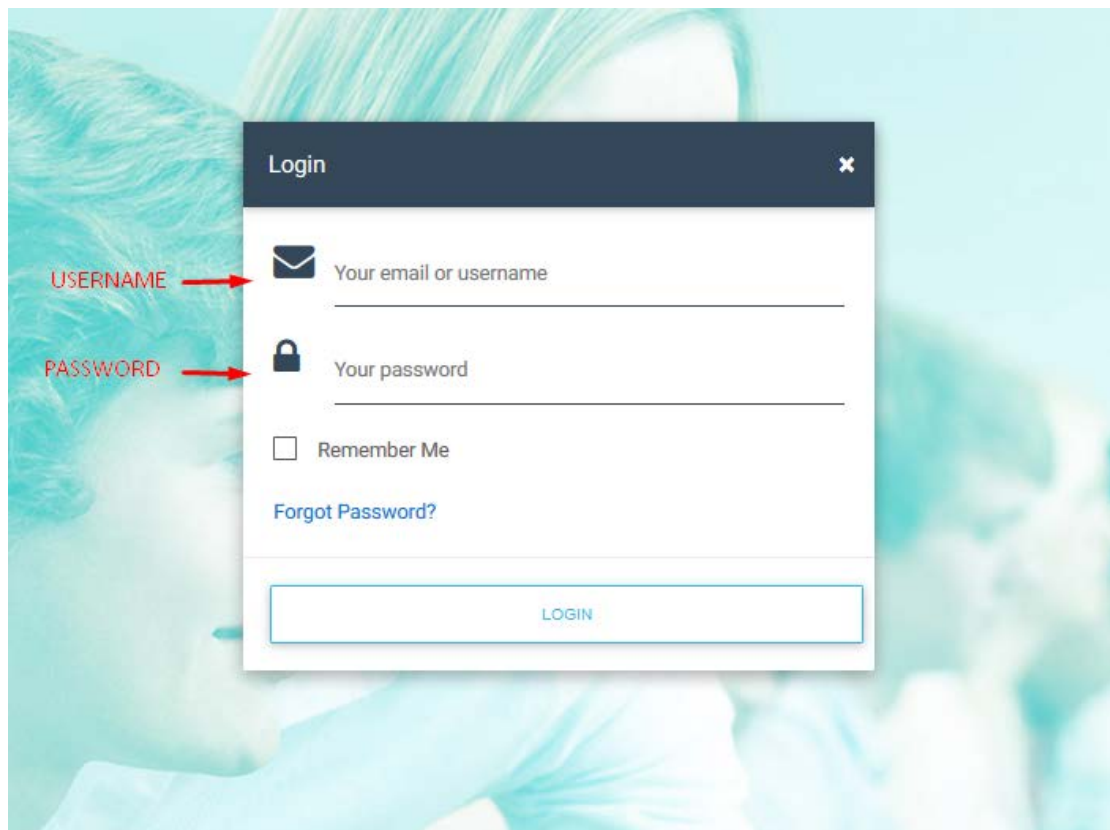 Login
USERNAME
Your email or username
PASSWORD
Your password
Remember Me
Forgot Password?
LOGIN